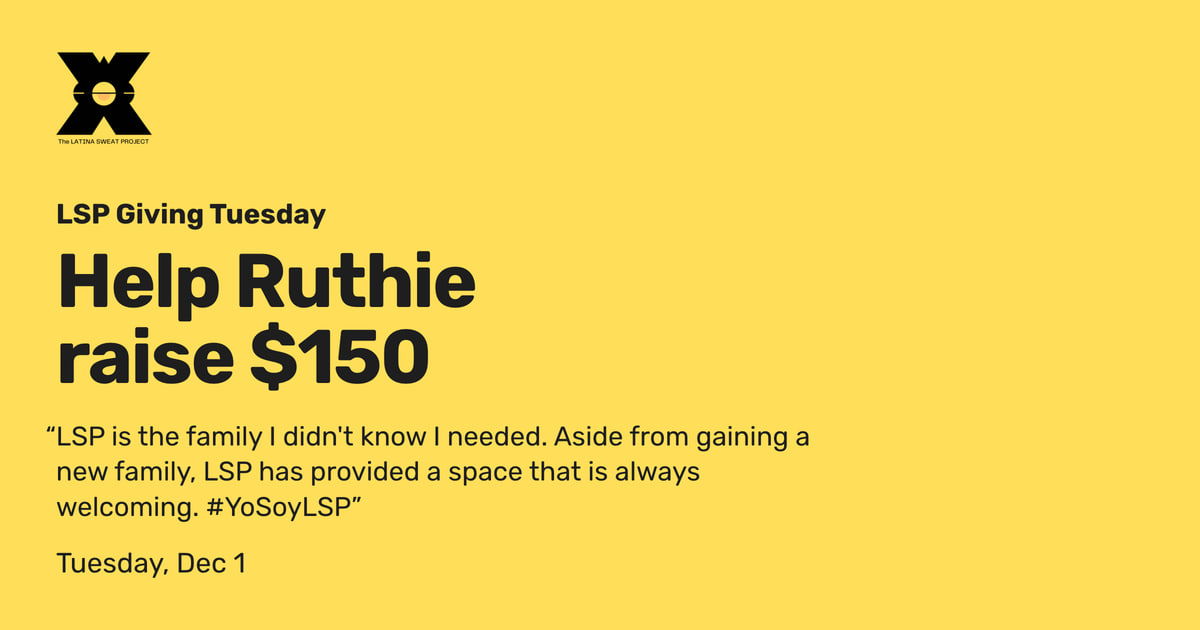 The LATINA SWEAT PROJECT
LSP Giving Tuesday
Help Ruthie
raise $150
“LSP is the family I didn't know I needed. Aside from gaining a
new family, LSP has provided a space that is always
welcoming. #YoSoyLSP”
Tuesday, Dec 1